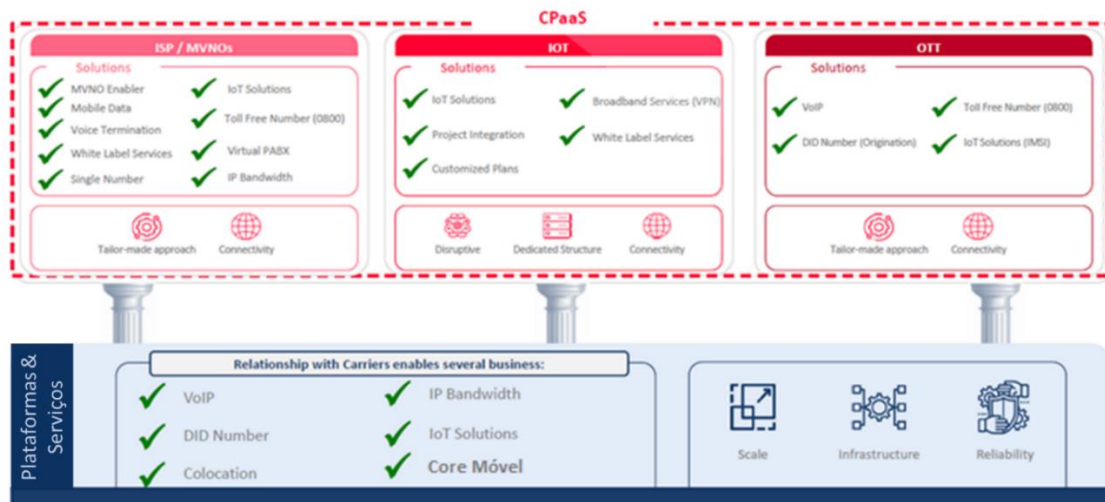 CPaaS
ISP / MVNOs
Solutions
MVNO Enabler
Mobile Data
Voice Termination
White Label Services
Single Number
IoT Solutions
Toll Free Number (0800)
Virtual PABX
IP Bandwidth
Tailor-made approach
Connectivity
IOT
Solutions
IoT Solutions
Project Integration
Customized Plans
Broadband Services (VPN)
White Label Services
Disruptive
Dedicated Structure
Connectivity
OTT
Solutions
VoIP
DID Number (Origination)
Toll Free Number (0800)
IoT Solutions (IMSI)
Tailor-made approach
Connectivity
Plataformas &
Serviços
Relationship with Carriers enables several business:
VoIP
DID Number
Colocation
IP Bandwidth
IoT Solutions
Core Móvel
Scale
Infrastructure
Reliability